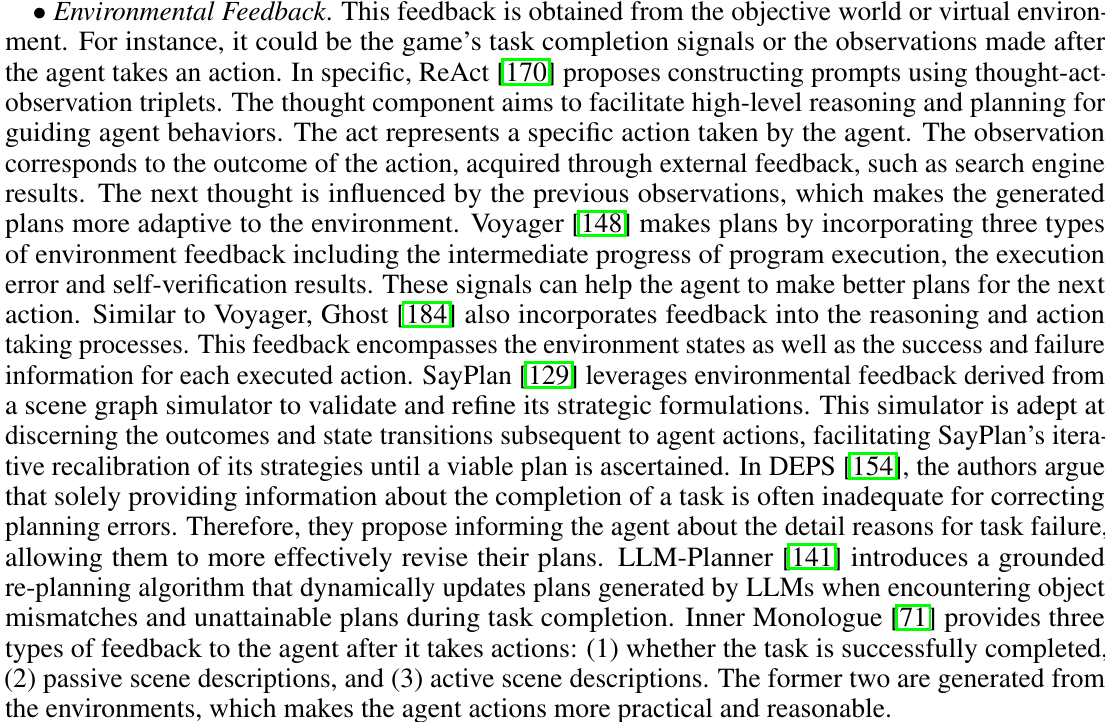 • Environmental Feedback. This feedback is obtained from the objective world or virtual environ-
ment. For instance, it could be the game's task completion signals or the observations made after
the agent takes an action. In specific, ReAct [170] proposes constructing prompts using thought-act-
observation triplets. The thought component aims to facilitate high-level reasoning and planning for
guiding agent behaviors. The act represents a specific action taken by the agent. The observation
corresponds to the outcome of the action, acquired through external feedback, such as search engine
results. The next thought is influenced by the previous observations, which makes the generated
plans more adaptive to the environment. Voyager [148] makes plans by incorporating three types
of environment feedback including the intermediate progress of program execution, the execution
error and self-verification results. These signals can help the agent to make better plans for the next
action. Similar to Voyager, Ghost [184] also incorporates feedback into the reasoning and action
taking processes. This feedback encompasses the environment states as well as the success and failure
information for each executed action. SayPlan [129] leverages environmental feedback derived from
a scene graph simulator to validate and refine its strategic formulations. This simulator is adept at
discerning the outcomes and state transitions subsequent to agent actions, facilitating SayPlan's itera-
tive recalibration of its strategies until a viable plan is ascertained. In DEPS [154], the authors argue
that solely providing information about the completion of a task is often inadequate for correcting
planning errors. Therefore, they propose informing the agent about the detail reasons for task failure,
allowing them to more effectively revise their plans. LLM-Planner [141] introduces a grounded
re-planning algorithm that dynamically updates plans generated by LLMs when encountering object
mismatches and unattainable plans during task completion. Inner Monologue [71] provides three
types of feedback to the agent after it takes actions: (1) whether the task is successfully completed,
(2) passive scene descriptions, and (3) active scene descriptions. The former two are generated from
the environments, which makes the agent actions more practical and reasonable.